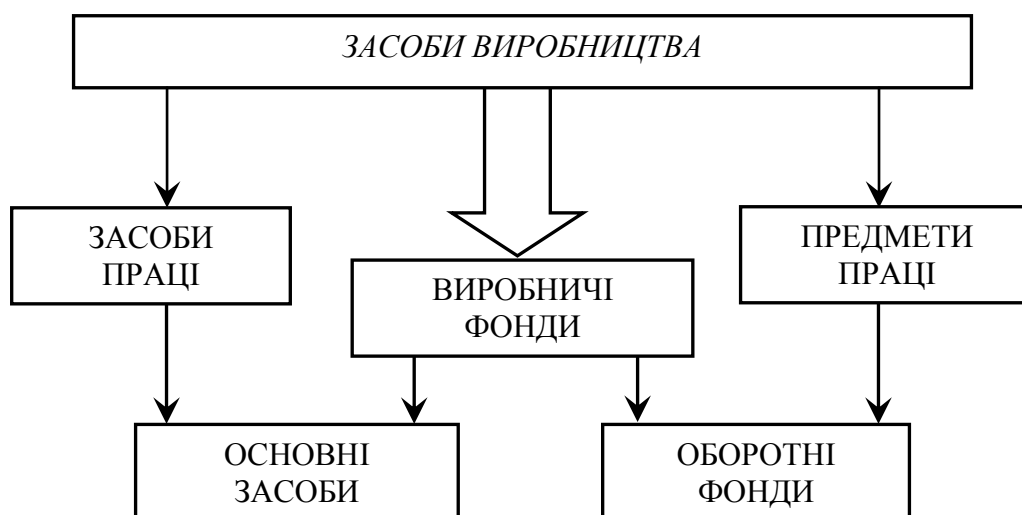 ЗАСОБИ ВИРОБНИЦТВА
ЗАСОБИ
ПРАЦІ
ВИРОБНИЧІ
ФОНДИ
ПРЕДМЕТИ
ПРАЦІ
ОСНОВНІ
ЗАСОБИ
ОБОРОТНІ
ФОНДИ